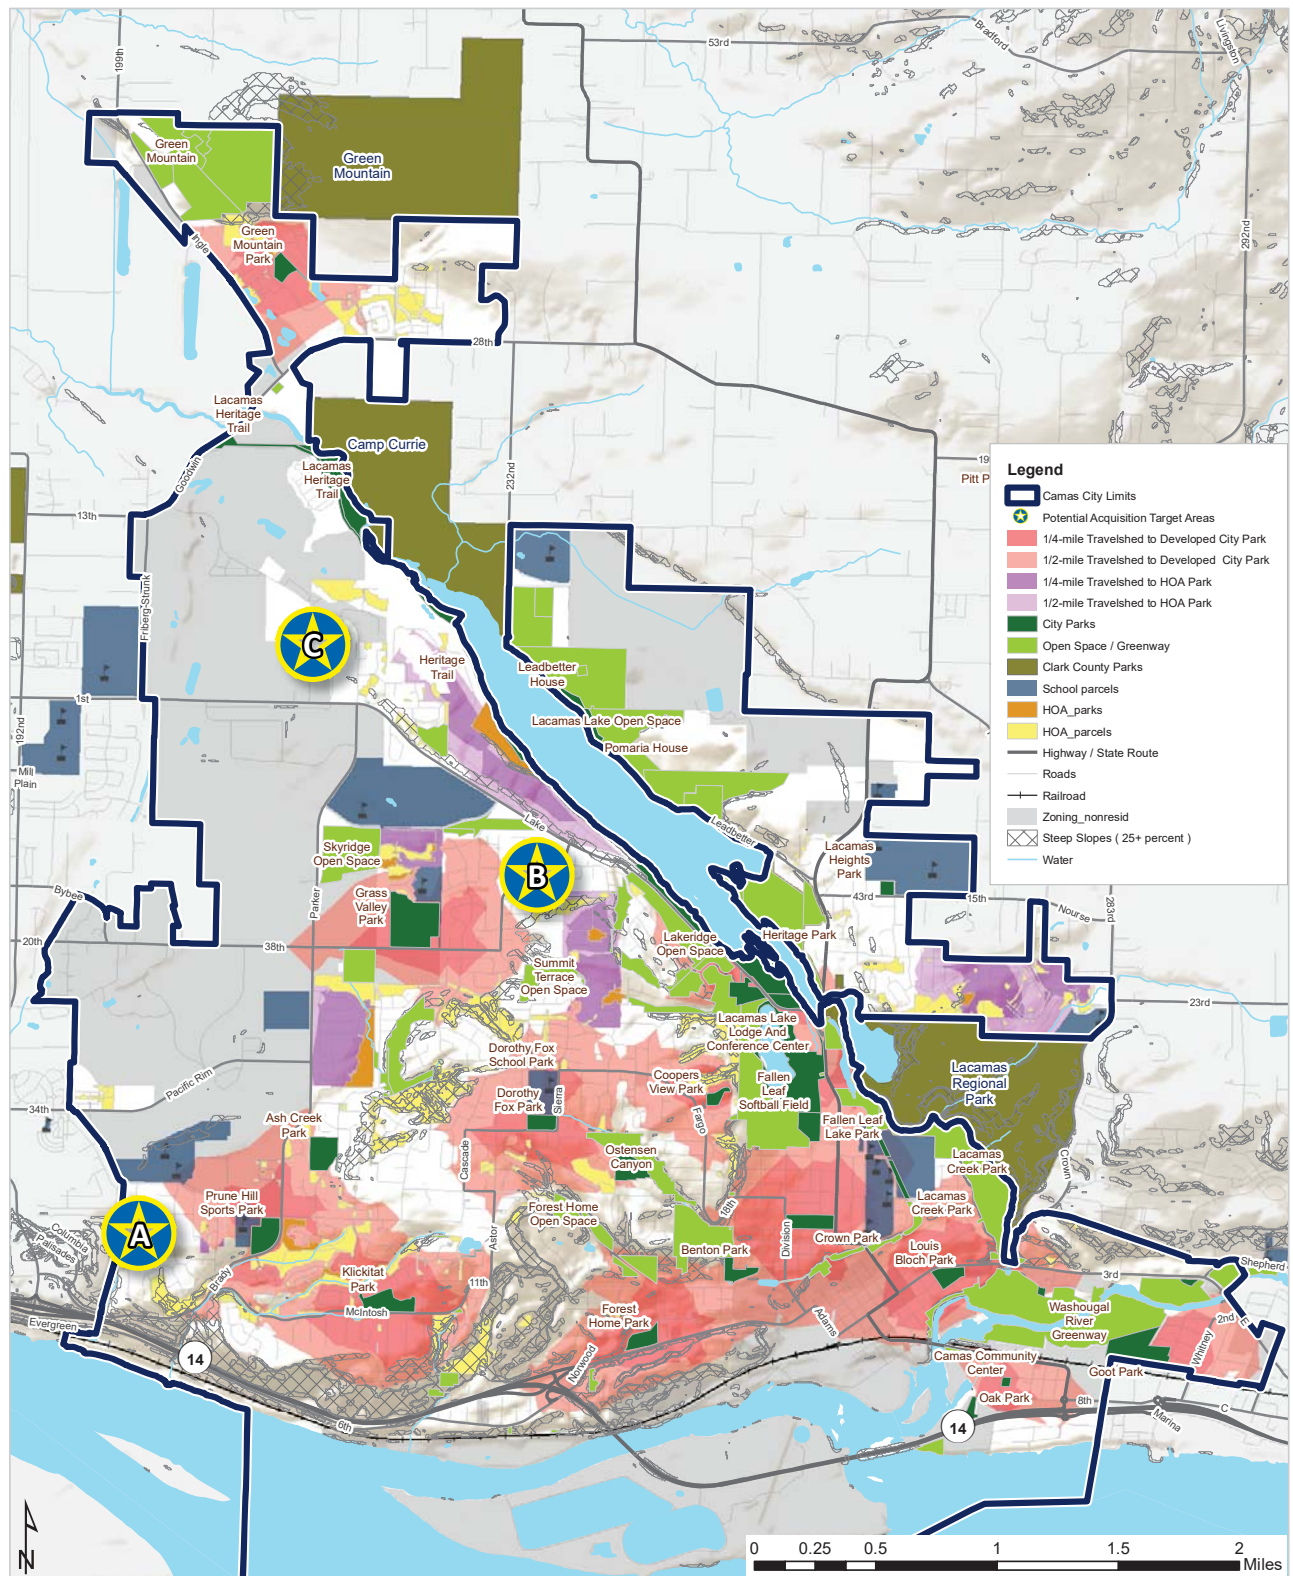 53rd
Bradford
Livingston
199th
Green
Mountain
Green
Mountain
292nd
Green
Mountain
Park
Ingle
28th
Lacamas
Heritage
Trail
Camp Currie
Lacamas
Heritage
Trail
Goodwin
232nd
19
Pitt P
13th
Friberg-Strunk
Legend
Camas City Limits
Potential Acquisition Target Areas
1/4-mile Travelshed to Developed City Park
1/2-mile Travelshed to Developed City Park
1/4-mile Travelshed to HOA Park
1/2-mile Travelshed to HOA Park
City Parks
Open Space / Greenway
Clark County Parks
School parcels
HOA_parks
HOA_parcels
Highway / State Route
Roads
Railroad
Zoning_nonresid
Steep Slopes ( 25+ percent )
Water
C
Heritage
Trail
Leadbetter
House
1st
192nd
Lacamas Lake Open Space
Pomaria House
Mill
Plain
Lake
Leadbetter
Skyridge
Open Space
B
Lacamas
Heights
Park
Bybee
Parker
Grass
Valley
Park
43rd
15th
Nourse
283rd
20th
38th
Lakeridge
Open Space
Heritage Park
Summit
Terrace
Open Space
23rd
Lacamas Lake
Lodge And
Conference Center
Dorothy Fox
School Park
Pacific Rim
Coopers
View Park
Fallen
Leaf
Softball Field
Lacamas
Regional
Park
34th
Dorothy
Fox Park
Sierra
Fargo
Ash Creek
Park
Fallen Leaf
Lake Park
Cascade
Ostensen
Canyon
Lacamas
Creek Park
Crown
Prune Hill
Sports Park
Lacamas
Creek Park
18th
Forest Home
Open Space
A
Columbia
Palisades
Astor
Division
Crown Park
Benton Park
Louis
Bloch Park
Shepherd
3rd
Brady
Klickitat
Park
11th
McIntosh
Forest
Home Park
Adams
Washougal
River
Greenway
2nd
E
Evergreen
Whitney
14
Norwood
Camas Community
Center
Goot Park
Oak Park
8th
C
Marina
6th
14
N
0
0.25
0.5
1
1.5
2
Miles